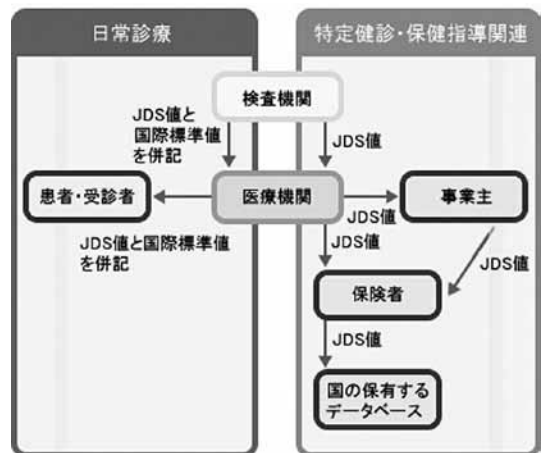 日常診療
特定健診・保健指導関連
検査機関
JDS値と
国際標準値
を併記
JDS値
患者・受診者
医療機関
事業主
JDS値
JDS値と国際標準値
を併記
JDS値
JDS値
保険者
JDS値
国の保有する
データベース